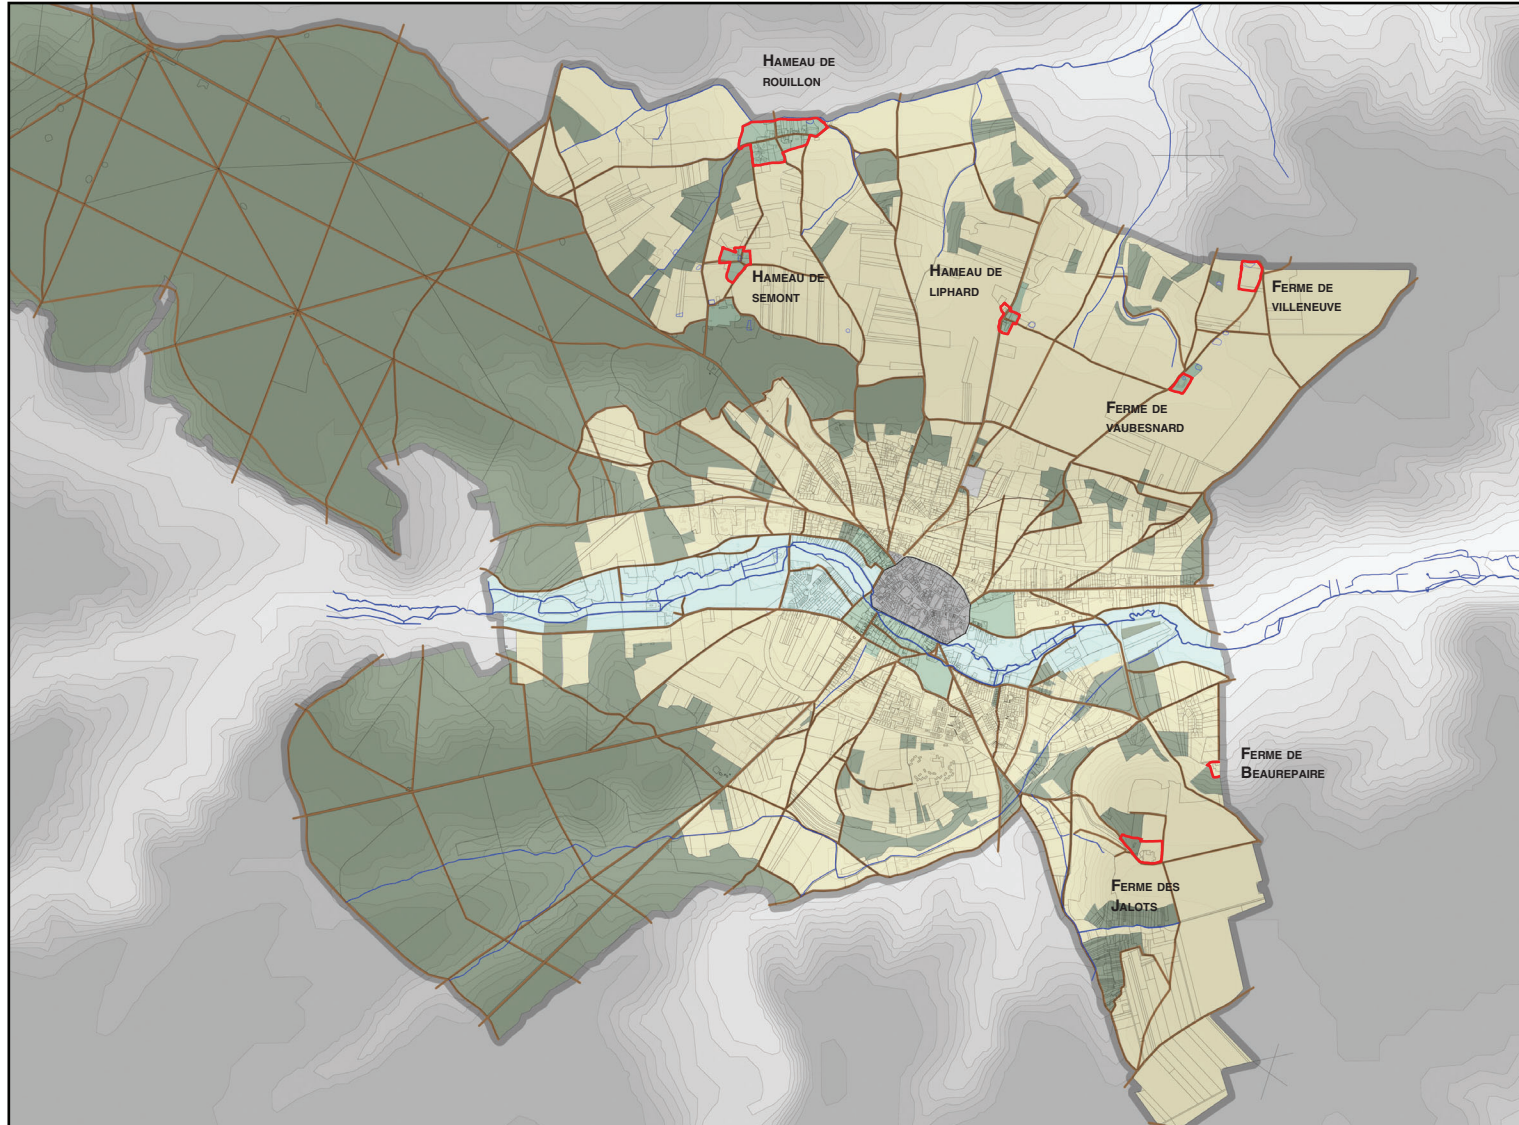 Hameau de
rouillon
Hameau de
semont
Hameau de
liphard
Ferme de
villeneuve
Ferme de
vaubesnard
Ferme de
Beaurepaire
Ferme des
Jalots